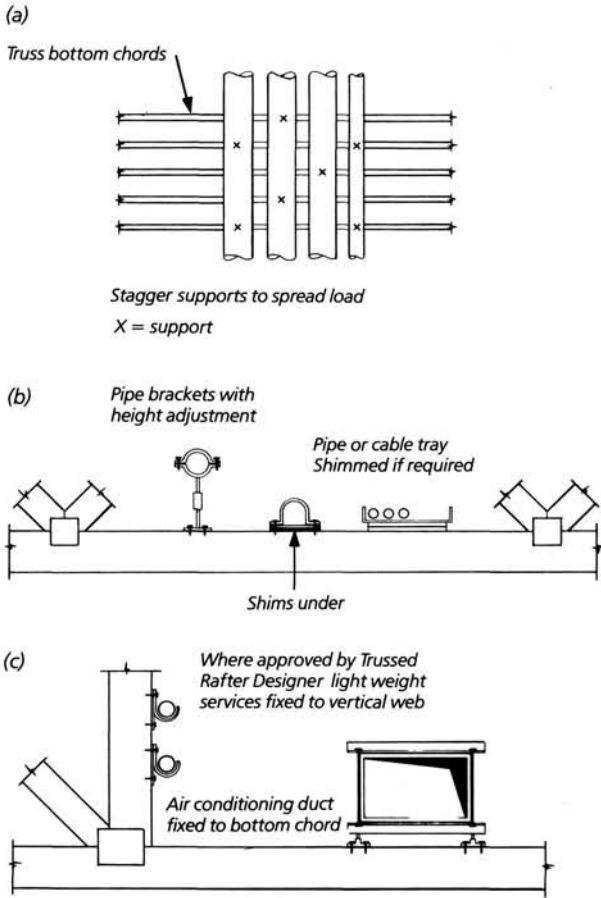 (a)
Truss bottom chords
Stagger supports to spread load
X = support
(b)
Pipe brackets with
height adjustment
Pipe or cable tray
Shimmed if required
Shims under
(c)
Where approved by Trussed
Rafter Designer light weight
services fixed to vertical web
Air conditioning duct
fixed to bottom chord